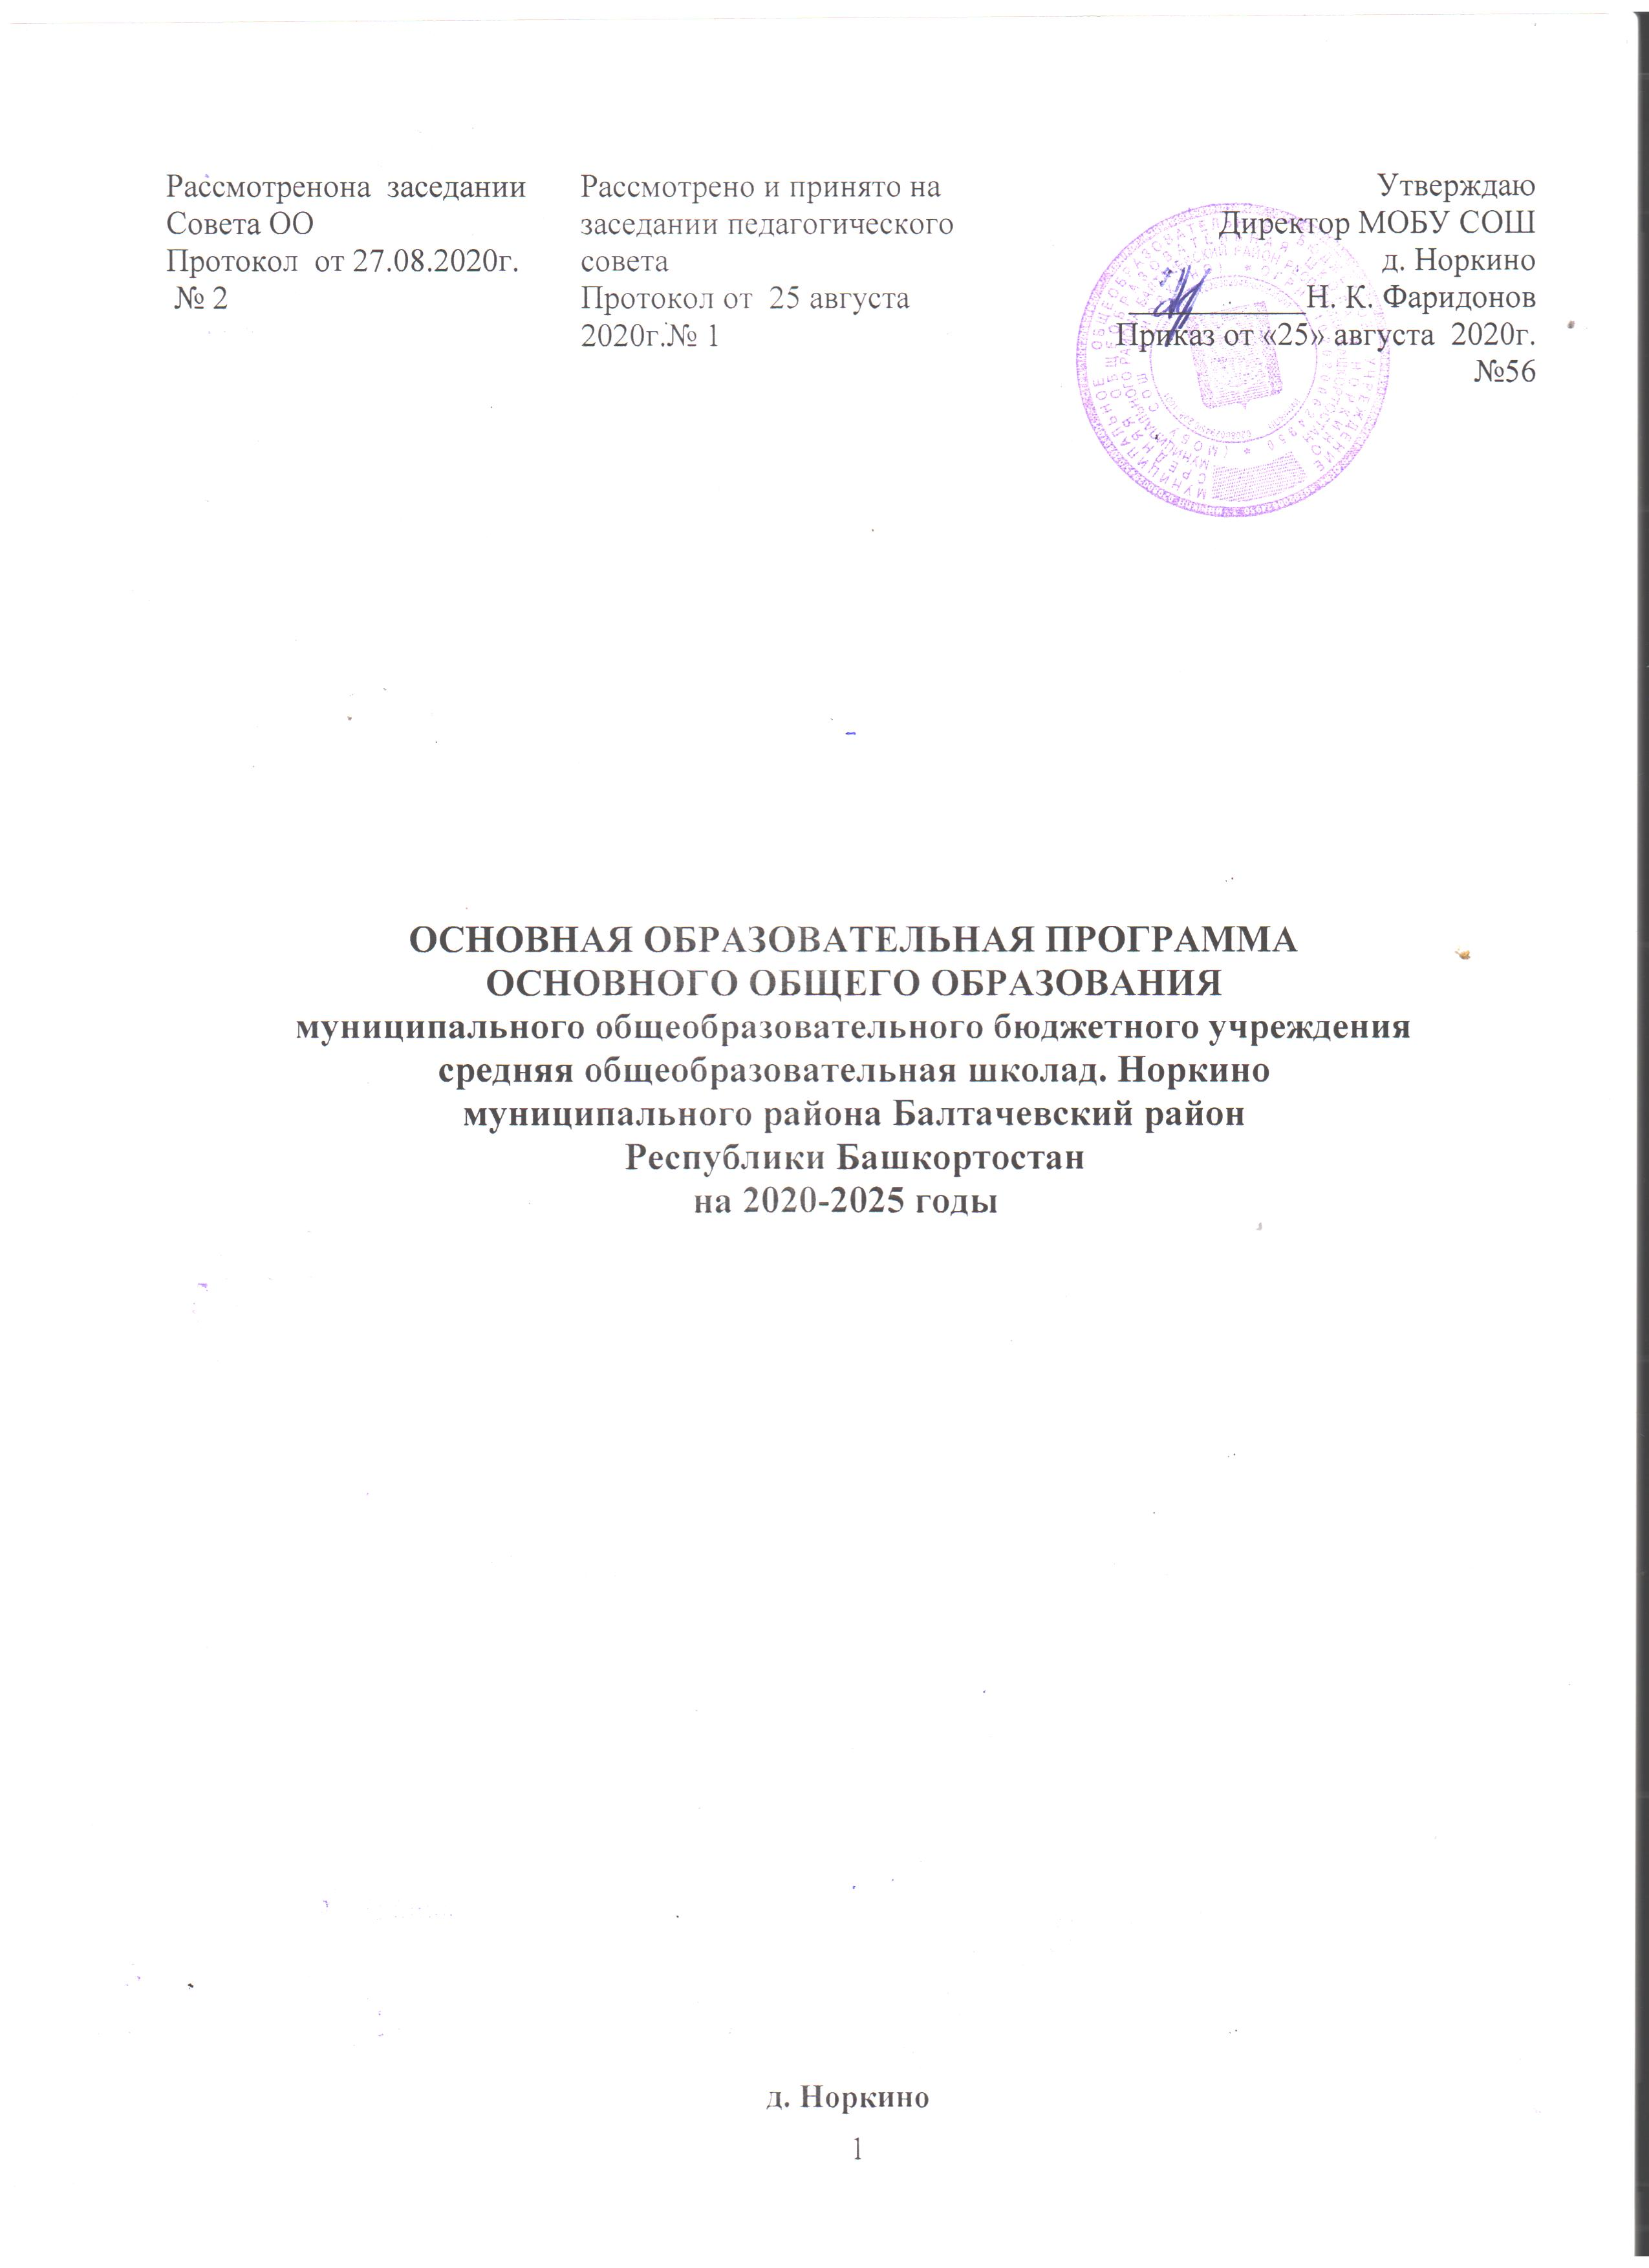 Рассмотренона заседании
Совета ОО
Протокол от 27.08.2020г.
№ 2
Рассмотрено и принято на
заседании педагогического
совета
Протокол от 25 августа
2020г.№ 1
Утверждаю
Директор МОБУ СОШ
д. Норкино
____________Н. К. Фаридонов
Приказ от «25» августа 2020г.
№56
ОСНОВНАЯ ОБРАЗОВАТЕЛЬНАЯ ПРОГРАММА
ОСНОВНОГО ОБЩЕГО ОБРАЗОВАНИЯ
муниципального общеобразовательного бюджетного учреждения
средняя общеобразовательная школад. Норкино
муниципального района Балтачевский район
Республики Башкортостан
на 2020-2025 годы
д. Норкино
1